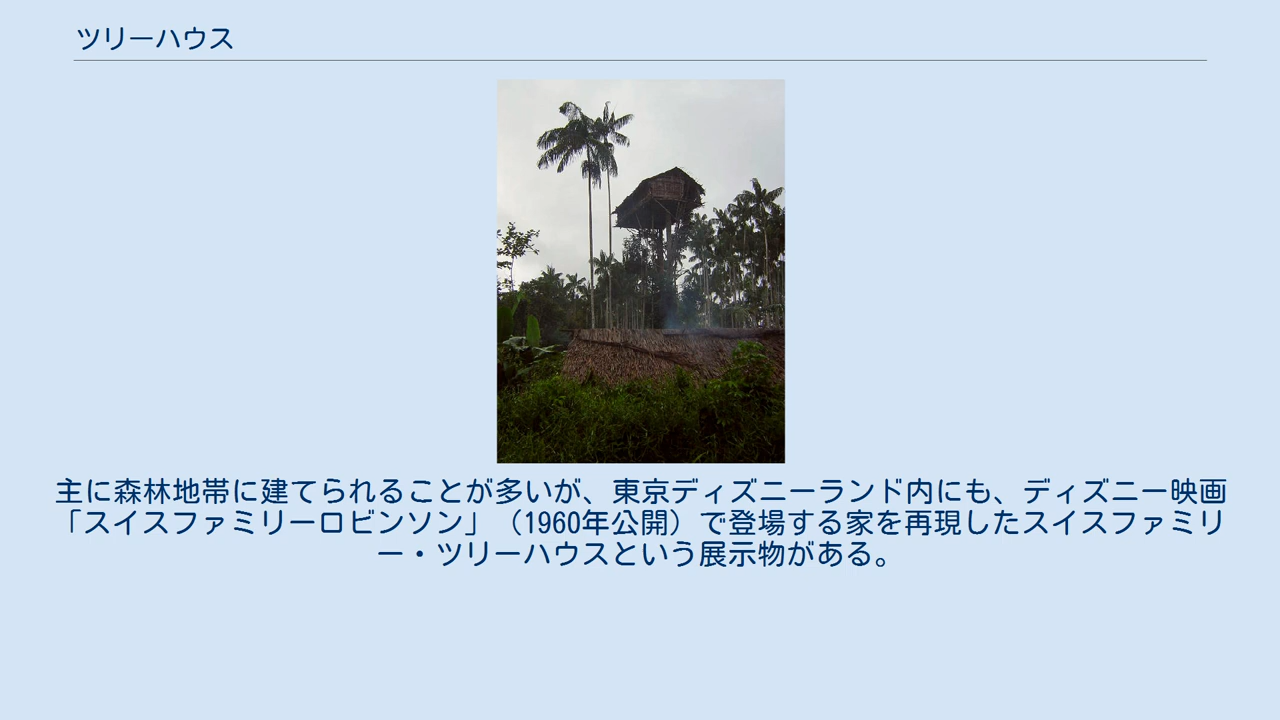 ツリーハウス
主に森林地帯に建てられることが多いが、東京ディズニーランド内にも、ディズニー映画
「スイスファミリーロビンソン」（1960年公開）で登場する家を再現したスイスファミリ
ー・ツリーハウスという展示物がある。